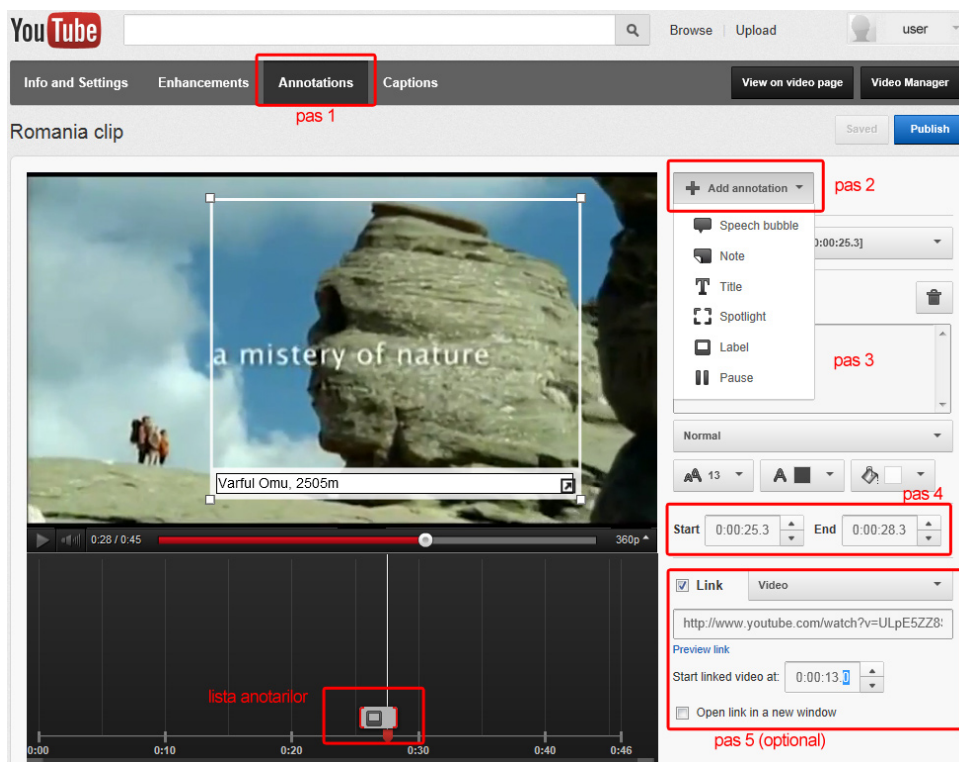 You Tube
Browse Upload user
Info and Settings Enhancements Annotations Captions View on video page Video Manager
pas 1
Romania clip Saved Publish
Add annotation pas 2
Speech bubble 0:00:25.3]
Note
Title
Spotlight
Label pas 3
Pause
a mistery of nature
Normal
Varful Omu, 2505m
AA 13 A
pas 4
Start 0:00:25.3 End 0:00:28.3
0:28 / 0:45 360p
Link Video
http://www.youtube.com/watch?v=ULpE5ZZ8
Preview link
Start linked video at: 0:00:13.0
lista anotarilor
Open link in a new window
pas 5 (optional)
0:00 0:10 0:20 0:30 0:40 0:46